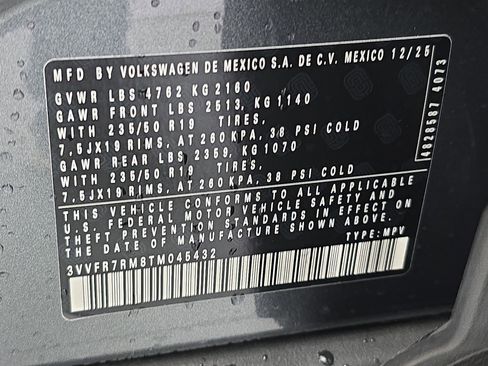 MFD BY VOLKSWAGEN DE MEXICO S.A. DE C.V. MEXICO 12/25
GVWR LBS 4762 KG 2160
GAWR FRONT LBS 2513, KG 1140
WITH 235/50 R19 TIRES,
7,5JX19 RIMS, AT 260 KPA, 38 PSI COLD
GAWR REAR LBS 2359, KG1070
WITH 235/50 R19 TIRES,
7,5JX19 RIMS, AT 260KPA, 38 PSI COLD
THIS VEHICLE CONFORMS TO ALL APPLICABLE
U.S. FEDERAL MOTOR VEHICLE SAFETY AND
THEFT PREVENTION STANDARDS IN EFFECT ON
THE DATE OF MANUFACTURE SHOWN ABOVE.
TYPE: MPV
3VVFR7RM8TM045432
4828587 4073